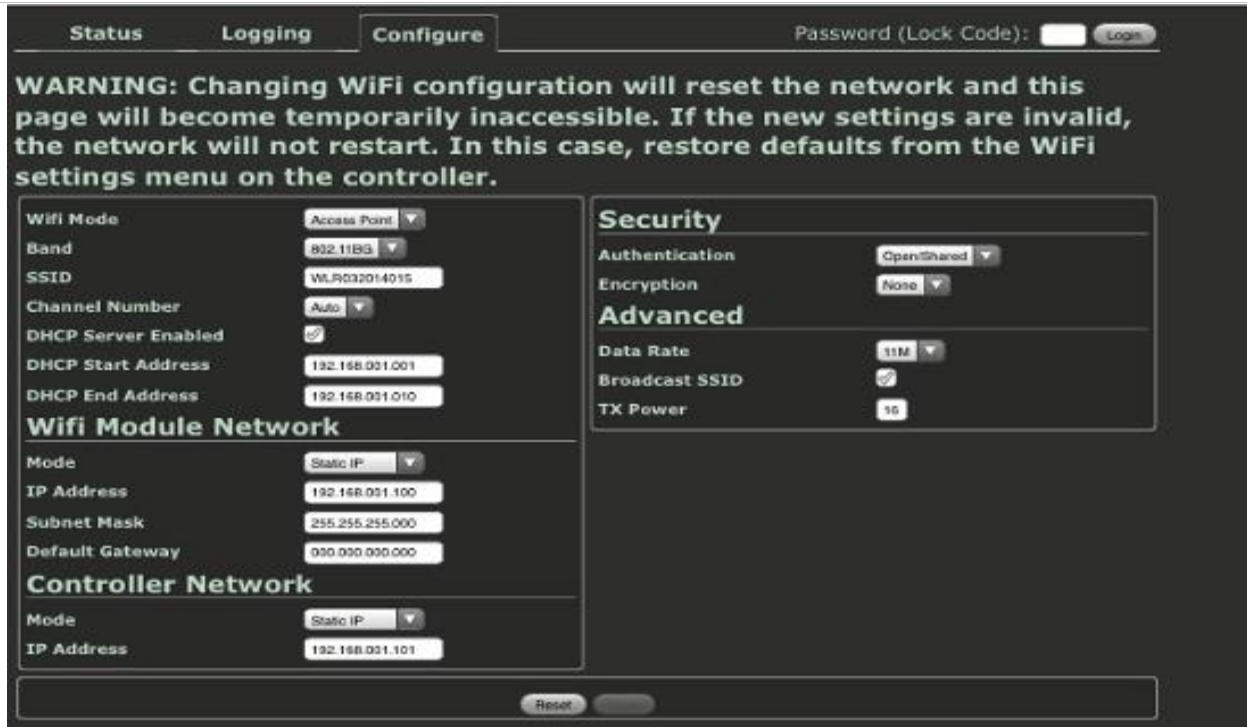 Status Logging Configure Password (Lock Code): Login
WARNING: Changing WiFi configuration will reset the network and this
page will become temporarily inaccessible. If the new settings are invalid,
the network will not restart. In this case, restore defaults from the WiFi
settings menu on the controller.
Wifi Mode Access Point
Band 802.11BG
SSID WLR032014015
Channel Number Auto
DHCP Server Enabled
DHCP Start Address 192.168.001.001
DHCP End Address 192.168.001.010
Wifi Module Network
Mode Static IP
IP Address 192.168.001.100
Subnet Mask 255.255.255.000
Default Gateway 000.000.000.000
Controller Network
Mode Static IP
IP Address 192.168.001.101
Security
Authentication Open/Shared
Encryption None
Advanced
Data Rate 11M
Broadcast SSID
TX Power 16
Reset